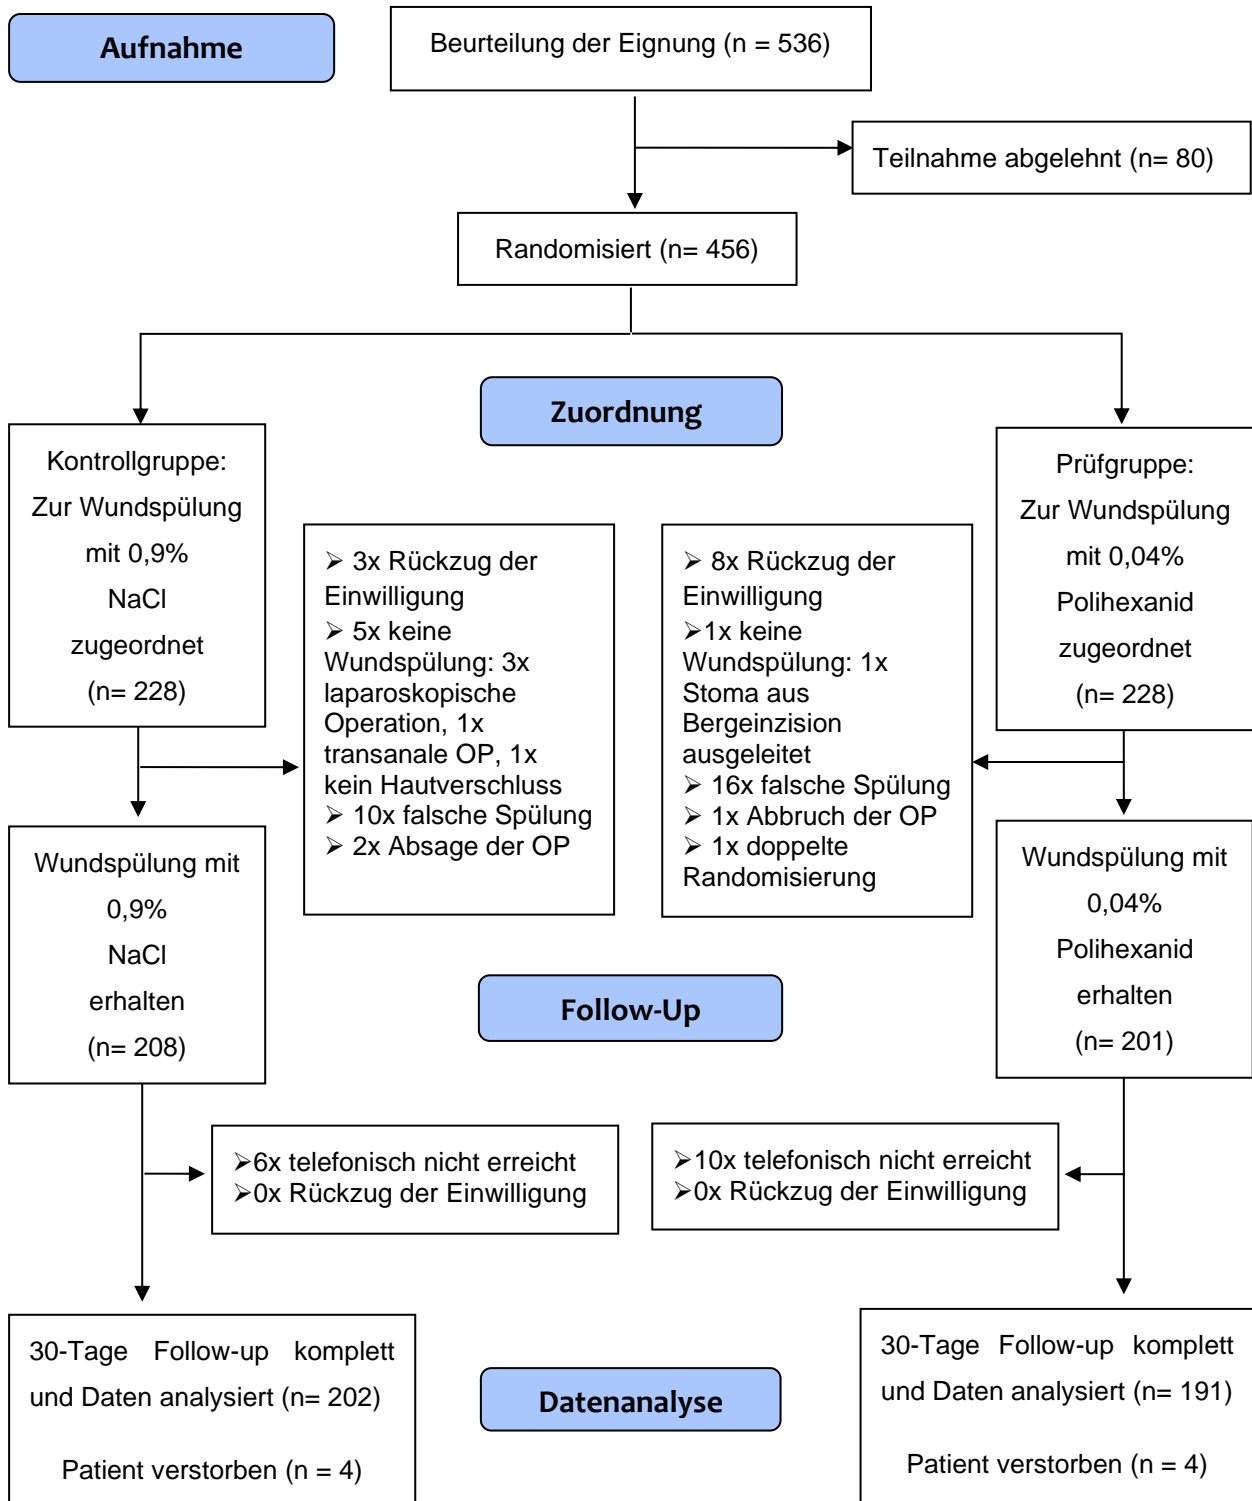 Aufnahme
Beurteilung der Eignung (n = 536)
Teilnahme abgelehnt (n= 80)
Randomisiert (n= 456)
Zuordnung
Kontrollgruppe:
Zur Wundspülung
mit 0,9%
NaCl
zugeordnet
(n= 228)
➢ 3x Rückzug der
Einwilligung
➢ 5x keine
Wundspülung: 3x
laparoskopische
Operation, 1x
transanale OP, 1x
kein Hautverschluss
➢ 10x falsche Spülung
➢ 2x Absage der OP
➢ 8x Rückzug der
Einwilligung
➢1x keine
Wundspülung: 1x
Stoma aus
Bergeinzision
ausgeleitet
➢ 16x falsche Spülung
➢ 1x Abbruch der OP
➢ 1x doppelte
Randomisierung
Prüfgruppe:
Zur Wundspülung
mit 0,04%
Polihexanid
zugeordnet
(n= 228)
Wundspülung mit
0,9%
NaCl
erhalten
(n= 208)
Wundspülung mit
0,04%
Polihexanid
erhalten
(n= 201)
Follow-Up
➢6x telefonisch nicht erreicht
➢0x Rückzug der Einwilligung
➢10x telefonisch nicht erreicht
➢0x Rückzug der Einwilligung
30-Tage Follow-up komplett
und Daten analysiert (n= 202)
Patient verstorben (n = 4)
Datenanalyse
30-Tage Follow-up komplett
und Daten analysiert (n= 191)
Patient verstorben (n = 4)